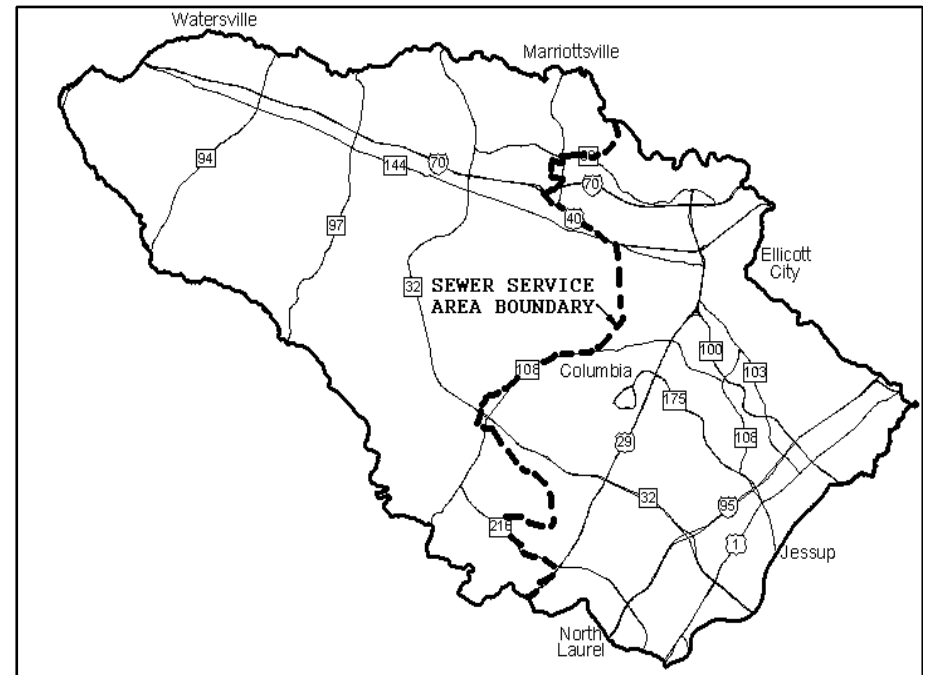 Watersville
Marriottsville
94
144
70
70
97
40
Ellicott
City
32
SEWER SERVICE
AREA BOUNDARY
108
Columbia
100
103
175
29
108
32
95
216
1
Jessup
North
Laurel